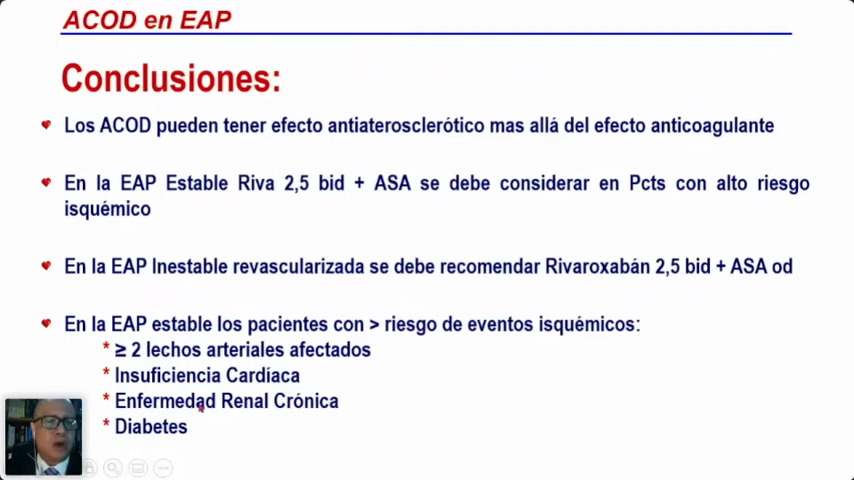 ACOD en EAP
Conclusiones:
Los ACOD pueden tener efecto antiaterosclerótico mas allá del efecto anticoagulante
En la EAP Estable Riva 2,5 bid + ASA se debe considerar en Pcts con alto riesgo
isquémico
En la EAP Inestable revascularizada se debe recomendar Rivaroxabán 2,5 bid + ASA od
En la EAP estable los pacientes con > riesgo de eventos isquémicos:
* ≥ 2 lechos arteriales afectados
* Insuficiencia Cardíaca
* Enfermedad Renal Crónica
* Diabetes